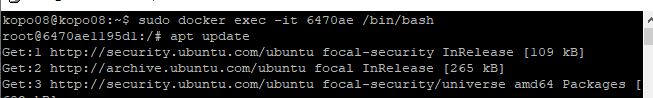 kopo08@kopo08:~$ sudo docker exec -it 6470ae /bin/bash
root@6470ae1195d1:/# apt update
Get:1 http://security.ubuntu.com/ubuntu focal-security InRelease [109 kB]
Get:2 http://archive.ubuntu.com/ubuntu focal InRelease [265 kB]
Get:3 http://security.ubuntu.com/ubuntu focal-security/universe amd64 Packages [